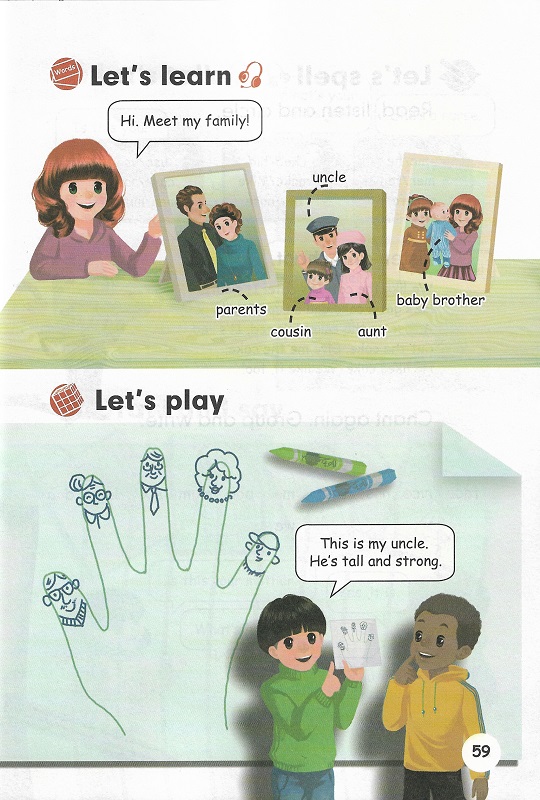 Words
Let's learn
Hi. Meet my family!
uncle
parents
baby brother
cousin
aunt
Let's play
This is my uncle.
He's tall and strong.
59